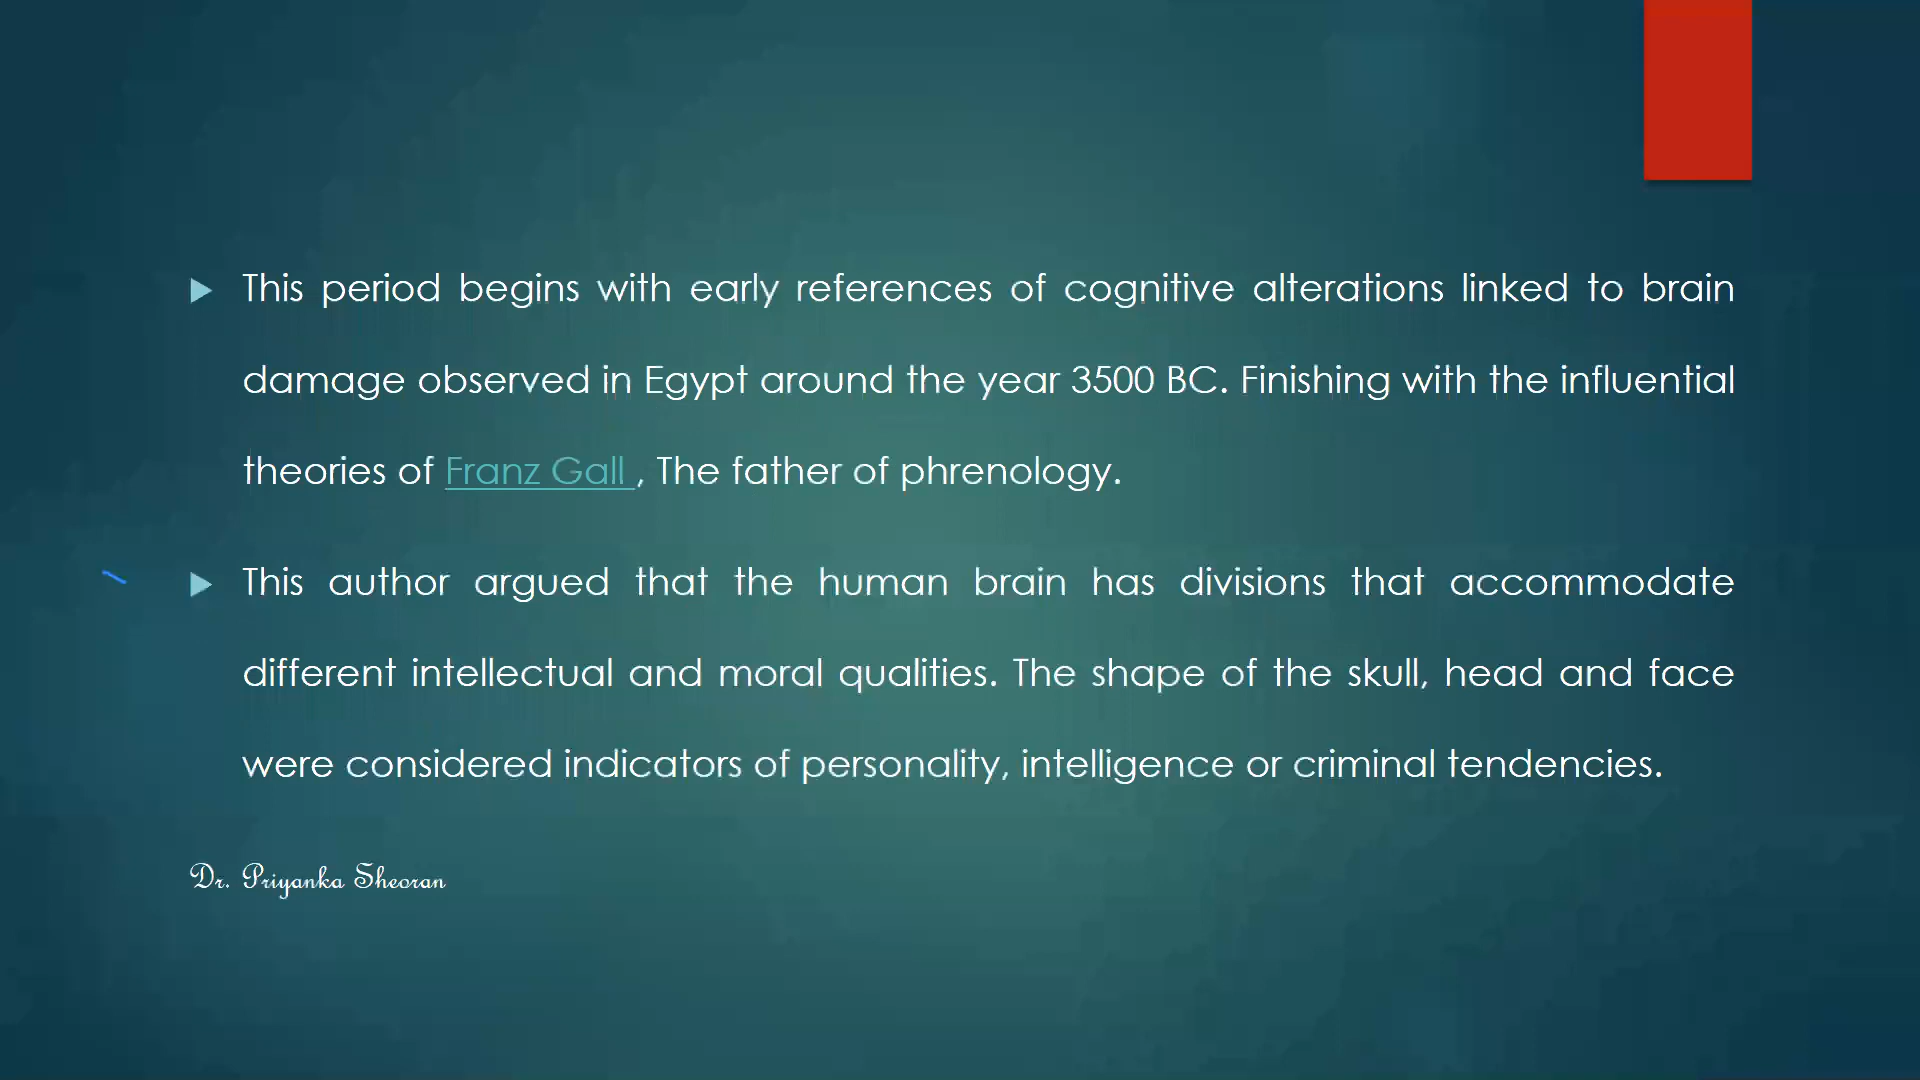 This period begins with early references of cognitive alterations linked to brain
damage observed in Egypt around the year 3500 BC. Finishing with the influential
theories of Franz Gall , The father of phrenology.
This author argued that the human brain has divisions that accommodate
different intellectual and moral qualities. The shape of the skull, head and face
were considered indicators of personality, intelligence or criminal tendencies.
Dr. Priyanka Sheoran